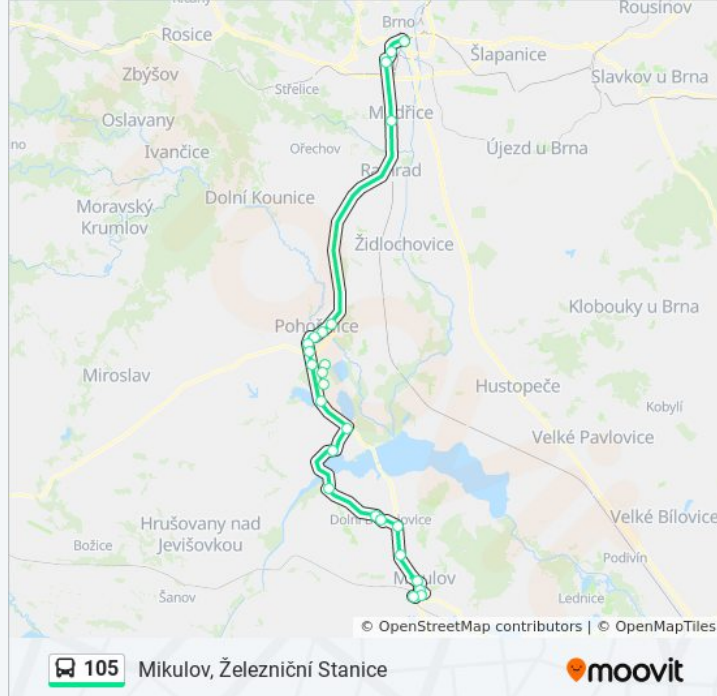 Brno
Rousínov
Rosice
Šlapanice
Zbýšov
Slavkov u Brna
Střelice
Oslavany
Modřice
Ivančice
Ořechov
Újezd u Brna
Rajhrad
Dolní Kounice
Moravský
Krumlov
Židlochovice
Klobouky u Brna
Pohořelice
Miroslav
Hustopeče
Kobylí
Velké Pavlovice
Hrušovany nad
Jevišovkou
Dolní Dunajovice
Velké Bílovice
Božice
Podivín
Mikulov
Šanov
Lednice
© OpenStreetMap contributors | © OpenMapTiles
105 Mikulov, Železniční Stanice
moovit